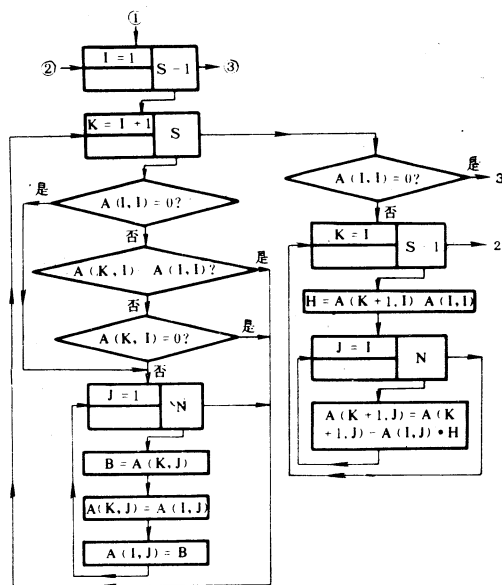 ①
I = 1
②
S - 1
③
K = I + 1
S
是
A ( I, I ) = 0?
否
A ( K, I ) A ( I, I )?
是
否
A ( K, I ) = 0?
是
否
J = 1
N
B = A ( K, J )
A ( K, J ) = A ( I, J )
A ( I, J ) = B
A ( I, I ) = 0?
是
3
否
K = I
S - 1
2
H = A ( K + 1, I ) A ( I, I )
J = I
N
A ( K + 1, J ) = A ( K
+ 1, J ) - A ( I, J ) • H